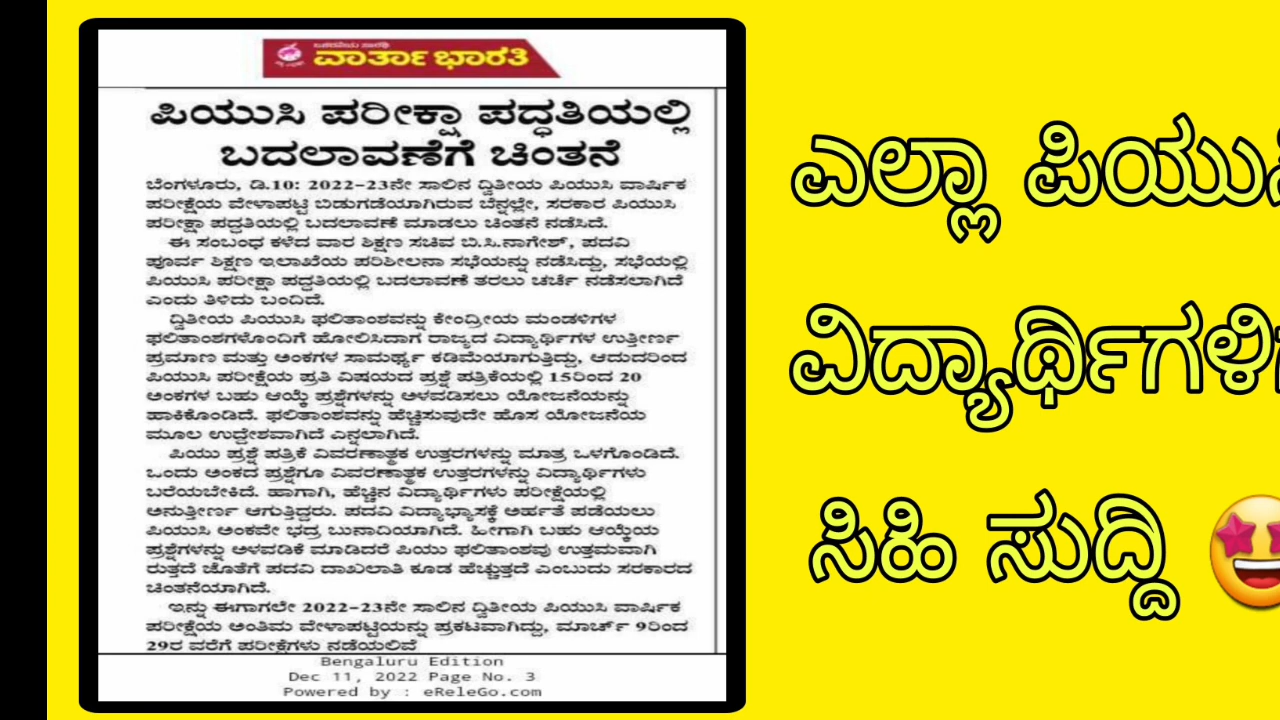 ಜನರದನಿಯ ಸಾರಥಿ
ವಾರ್ತಾಭಾರತಿ
ಪಿಯುಸಿ ಪರೀಕ್ಷಾ ಪದ್ಧತಿಯಲ್ಲಿ
ಬದಲಾವಣೆಗೆ ಚಿಂತನೆ
ಬೆಂಗಳೂರು, ಡಿ.10: 2022-23ನೇ ಸಾಲಿನ ದ್ವಿತೀಯ ಪಿಯುಸಿ ವಾರ್ಷಿಕ
ಪರೀಕ್ಷೆಯ ವೇಳಾಪಟ್ಟಿ ಬಿಡುಗಡೆಯಾಗಿರುವ ಬೆನ್ನಲ್ಲೇ, ಸರಕಾರ ಪಿಯುಸಿ
ಪರೀಕ್ಷಾ ಪದ್ಧತಿಯಲ್ಲಿ ಬದಲಾವಣೆ ಮಾಡಲು ಚಿಂತನೆ ನಡೆಸಿದೆ.
ಈ ಸಂಬಂಧ ಕಳೆದ ವಾರ ಶಿಕ್ಷಣ ಸಚಿವ ಬಿ.ಸಿ.ನಾಗೇಶ್, ಪದವಿ
ಪೂರ್ವ ಶಿಕ್ಷಣ ಇಲಾಖೆಯ ಪರಿಶೀಲನಾ ಸಭೆಯನ್ನು ನಡೆಸಿದ್ದು, ಸಭೆಯಲ್ಲಿ
ಪಿಯುಸಿ ಪರೀಕ್ಷಾ ಪದ್ಧತಿಯಲ್ಲಿ ಬದಲಾವಣೆ ತರಲು ಚರ್ಚೆ ನಡೆಸಲಾಗಿದೆ
ಎಂದು ತಿಳಿದು ಬಂದಿದೆ.
ದ್ವಿತೀಯ ಪಿಯುಸಿ ಫಲಿತಾಂಶವನ್ನು ಕೇಂದ್ರೀಯ ಮಂಡಳಿಗಳ
ಫಲಿತಾಂಶಗಳೊಂದಿಗೆ ಹೋಲಿಸಿದಾಗ ರಾಜ್ಯದ ವಿದ್ಯಾರ್ಥಿಗಳ ಉತ್ತೀರ್ಣ
ಪ್ರಮಾಣ ಮತ್ತು ಅಂಕಗಳ ಸಾಮರ್ಥ್ಯ ಕಡಿಮೆಯಾಗುತ್ತಿದ್ದು, ಆದುದರಿಂದ
ಪಿಯುಸಿ ಪರೀಕ್ಷೆಯ ಪ್ರತಿ ವಿಷಯದ ಪ್ರಶ್ನೆ ಪತ್ರಿಕೆಯಲ್ಲಿ 15ರಿಂದ 20
ಅಂಕಗಳ ಬಹು ಆಯ್ಕೆ ಪ್ರಶ್ನೆಗಳನ್ನು ಅಳವಡಿಸಲು ಯೋಜನೆಯನ್ನು
ಹಾಕಿಕೊಂಡಿದೆ. ಫಲಿತಾಂಶವನ್ನು ಹೆಚ್ಚಿಸುವುದೇ ಹೊಸ ಯೋಜನೆಯ
ಮೂಲ ಉದ್ದೇಶವಾಗಿದೆ ಎನ್ನಲಾಗಿದೆ.
ಪಿಯು ಪ್ರಶ್ನೆ ಪತ್ರಿಕೆ ವಿವರಣಾತ್ಮಕ ಉತ್ತರಗಳನ್ನು ಮಾತ್ರ ಒಳಗೊಂಡಿದೆ.
ಒಂದು ಅಂಕದ ಪ್ರಶ್ನೆಗೂ ವಿವರಣಾತ್ಮಕ ಉತ್ತರಗಳನ್ನು ವಿದ್ಯಾರ್ಥಿಗಳು
ಬರೆಯಬೇಕಿದೆ. ಹಾಗಾಗಿ, ಹೆಚ್ಚಿನ ವಿದ್ಯಾರ್ಥಿಗಳು ಪರೀಕ್ಷೆಯಲ್ಲಿ
ಅನುತ್ತೀರ್ಣ ಆಗುತ್ತಿದ್ದರು. ಪದವಿ ವಿದ್ಯಾಭ್ಯಾಸಕ್ಕೆ ಅರ್ಹತೆ ಪಡೆಯಲು
ಪಿಯುಸಿ ಅಂಕವೇ ಭದ್ರ ಬುನಾದಿಯಾಗಿದೆ. ಹೀಗಾಗಿ ಬಹು ಆಯ್ಕೆಯ
ಪ್ರಶ್ನೆಗಳನ್ನು ಅಳವಡಿಕೆ ಮಾಡಿದರೆ ಪಿಯು ಫಲಿತಾಂಶವು ಉತ್ತಮವಾಗಿ
ರುತ್ತದೆ ಜೊತೆಗೆ ಪದವಿ ದಾಖಲಾತಿ ಕೂಡ ಹೆಚ್ಚುತ್ತದೆ ಎಂಬುದು ಸರಕಾರದ
ಚಿಂತನೆಯಾಗಿದೆ.
ಇನ್ನು ಈಗಾಗಲೇ 2022-23ನೇ ಸಾಲಿನ ದ್ವಿತೀಯ ಪಿಯುಸಿ ವಾರ್ಷಿಕ
ಪರೀಕ್ಷೆಯ ಅಂತಿಮ ವೇಳಾಪಟ್ಟಿಯನ್ನು ಪ್ರಕಟವಾಗಿದ್ದು, ಮಾರ್ಚ್ 9ರಿಂದ
29ರ ವರೆಗೆ ಪರೀಕ್ಷೆಗಳು ನಡೆಯಲಿವೆ
Bengaluru Edition
Dec 11, 2022 Page No. 3
Powered by : eReleGo.com
ಎಲ್ಲಾ ಪಿಯುಸಿ
ವಿದ್ಯಾರ್ಥಿಗಳಿಗೆ
ಸಿಹಿ ಸುದ್ದಿ